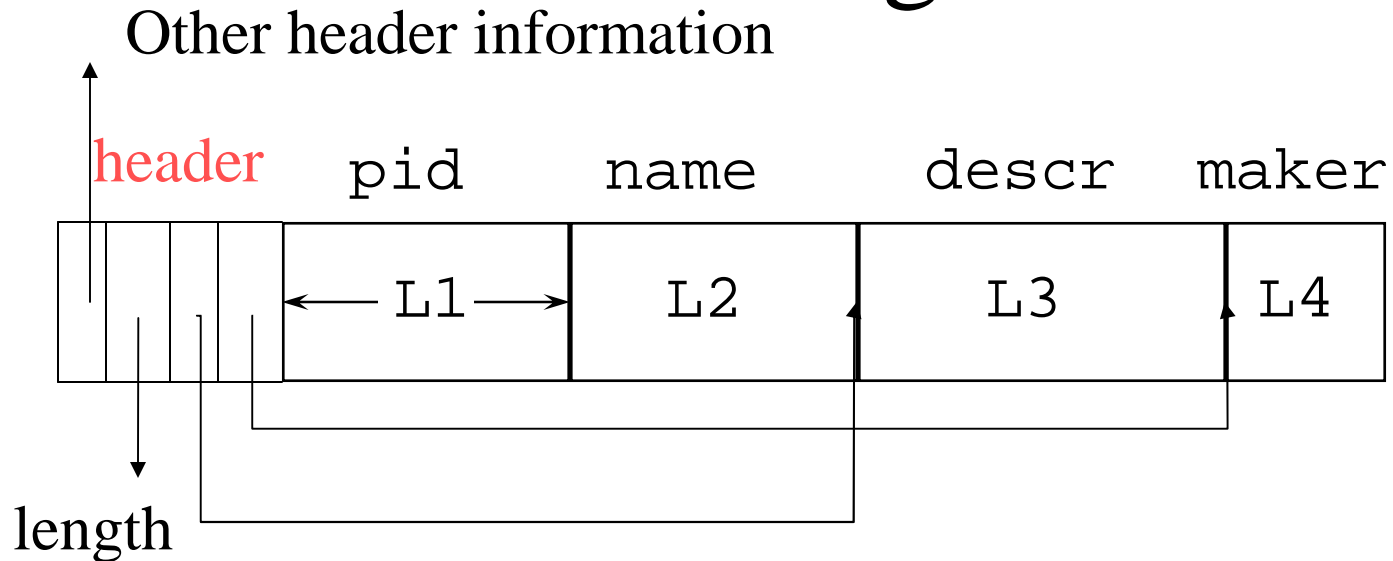 Other header information
header pid name descr maker
L1 L2 L3 L4
length